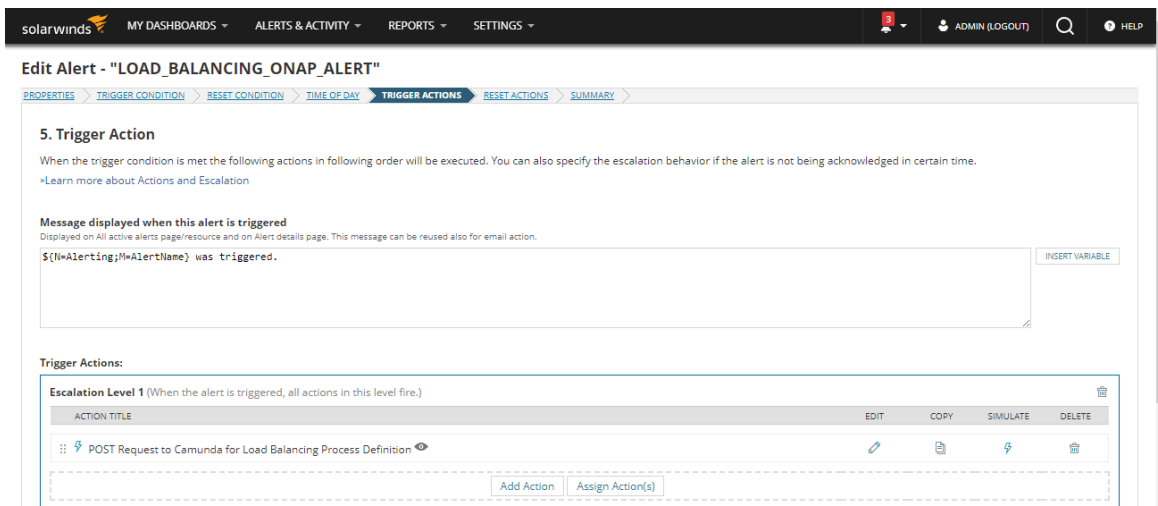 solarwinds MY DASHBOARDS ALERTS & ACTIVITY REPORTS SETTINGS 3 ADMIN (LOGOUT) ? HELP
Edit Alert - "LOAD_BALANCING_ONAP_ALERT"
PROPERTIES TRIGGER CONDITION RESET CONDITION TIME OF DAY TRIGGER ACTIONS RESET ACTIONS SUMMARY
5. Trigger Action
When the trigger condition is met the following actions in following order will be executed. You can also specify the escalation behavior if the alert is not being acknowledged in certain time.
»Learn more about Actions and Escalation
Message displayed when this alert is triggered
Displayed on All active alerts page/resource and on Alert details page. This message can be reused also for email action.
${N=Alerting;M=AlertName} was triggered. INSERT VARIABLE
Trigger Actions:
Escalation Level 1 (When the alert is triggered, all actions in this level fire.)
ACTION TITLE EDIT COPY SIMULATE DELETE
POST Request to Camunda for Load Balancing Process Definition
Add Action Assign Action(s)